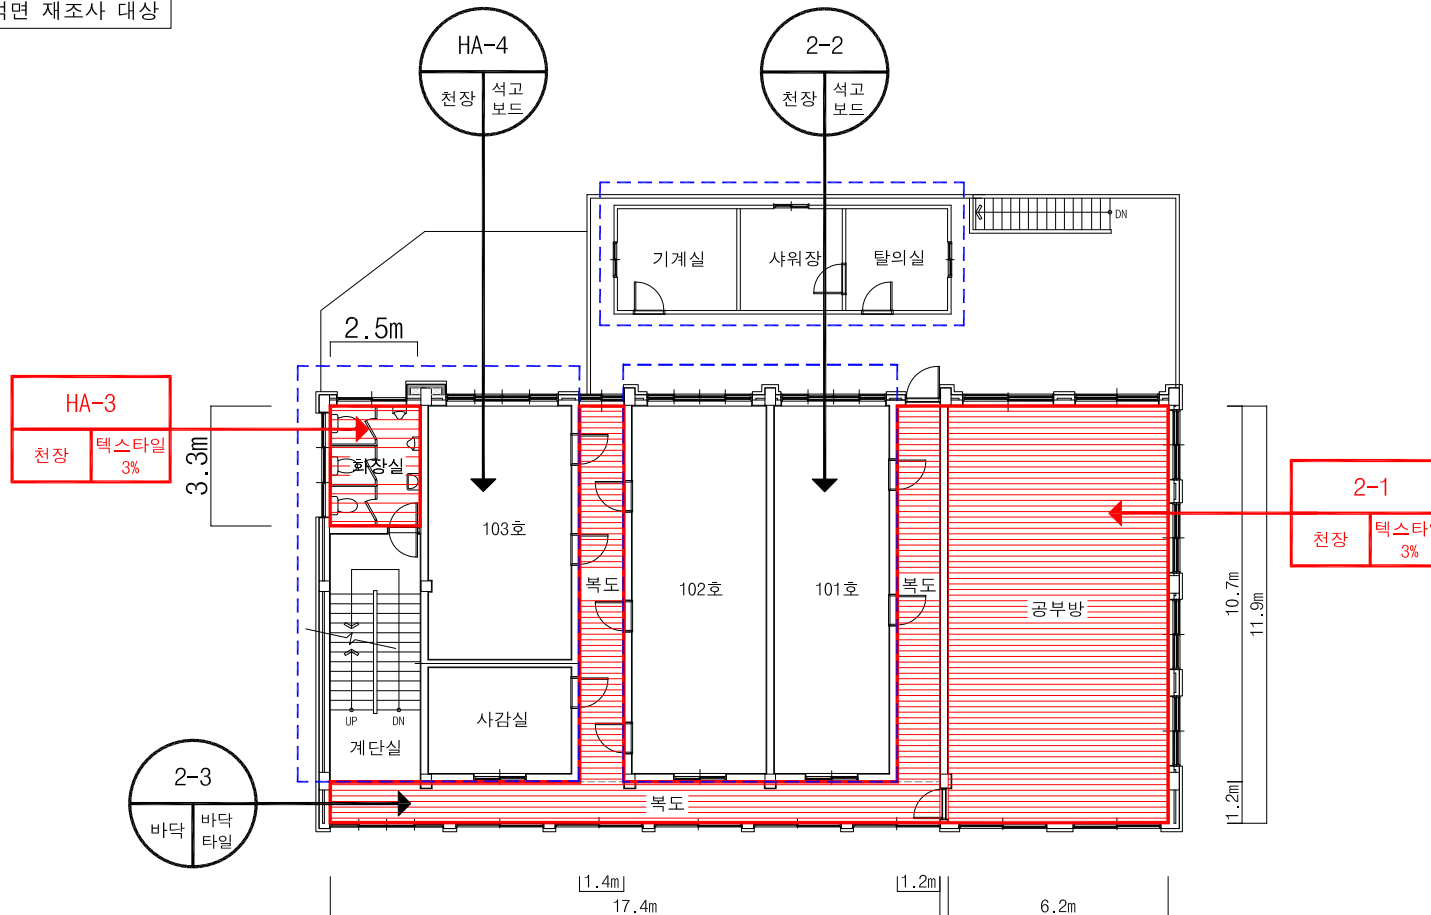 재조사 대상
HA-4
천장
석고
보드
2-2
천장
석고
보드
DN
기계실
샤워장
탈의실
2.5m
HA-3
천장
텍스타일
3%
3.3m
화장실
103호
복도
102호
101호
복도
공부방
2-1
천장
3%
10.7m
11.9m
사감실
UP
DN
계단실
2-3
바닥
바닥
타일
복도
1.2m
1.4m
1.2m
17.4m
6.2m